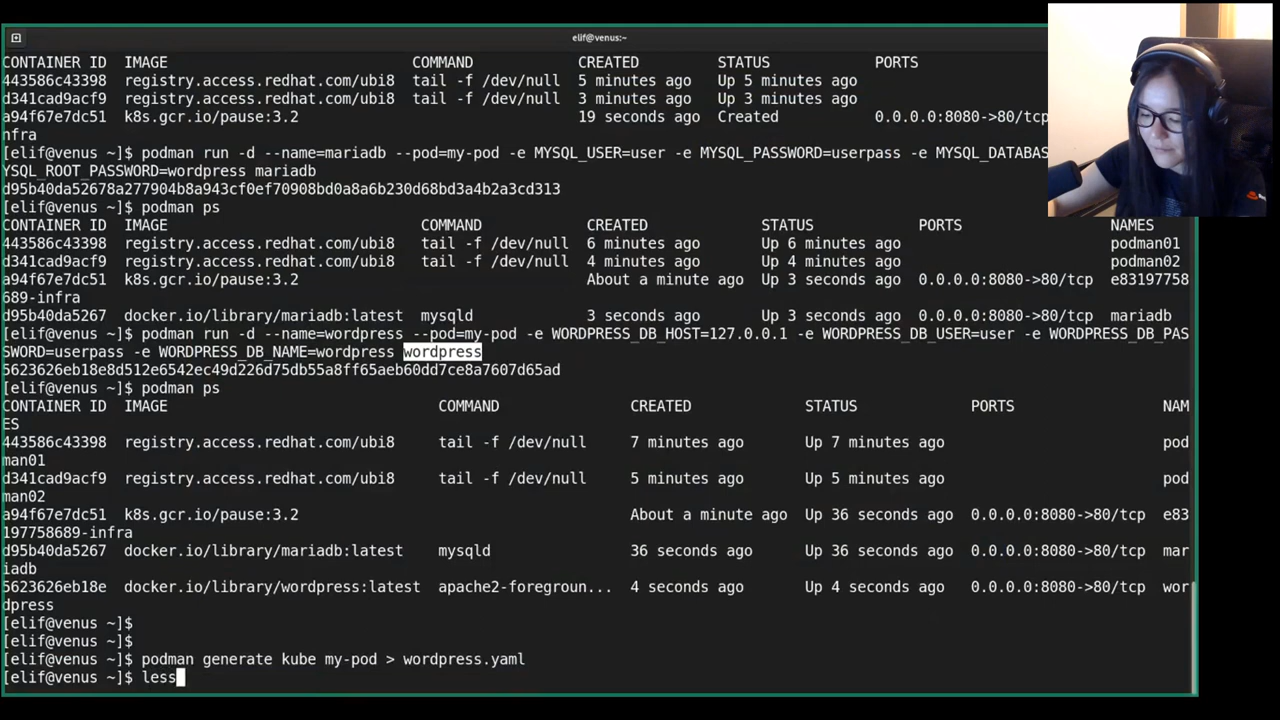 elif@venus:~
CONTAINER ID  IMAGE                             COMMAND            CREATED         STATUS             PORTS
443586c43398  registry.access.redhat.com/ubi8  tail -f /dev/null  5 minutes ago   Up 5 minutes ago
d341cad9acf9  registry.access.redhat.com/ubi8  tail -f /dev/null  3 minutes ago   Up 3 minutes ago
a94f67e7dc51  k8s.gcr.io/pause:3.2                                19 seconds ago  Created            0.0.0.0:8080->80/tcp
nfra
[elif@venus ~]$ podman run -d --name=mariadb --pod=my-pod -e MYSQL_USER=user -e MYSQL_PASSWORD=userpass -e MYSQL_DATABAS
YSQL_ROOT_PASSWORD=wordpress mariadb
d95b40da52678a277904b8a943cf0ef70908bd0a8a6b230d68bd3a4b2a3cd313
[elif@venus ~]$ podman ps
CONTAINER ID  IMAGE                             COMMAND            CREATED             STATUS            PORTS                 NAMES
443586c43398  registry.access.redhat.com/ubi8   tail -f /dev/null  6 minutes ago       Up 6 minutes ago                        podman01
d341cad9acf9  registry.access.redhat.com/ubi8   tail -f /dev/null  4 minutes ago       Up 4 minutes ago                        podman02
a94f67e7dc51  k8s.gcr.io/pause:3.2                                 About a minute ago  Up 3 seconds ago  0.0.0.0:8080->80/tcp  e83197758
689-infra
d95b40da5267  docker.io/library/mariadb:latest  mysqld             3 seconds ago       Up 3 seconds ago  0.0.0.0:8080->80/tcp  mariadb
[elif@venus ~]$ podman run -d --name=wordpress --pod=my-pod -e WORDPRESS_DB_HOST=127.0.0.1 -e WORDPRESS_DB_USER=user -e WORDPRESS_DB_PAS
SWORD=userpass -e WORDPRESS_DB_NAME=wordpress wordpress
5623626eb18e8d512e6542ec49d226d75db55a8ff65aeb60dd7ce8a7607d65ad
[elif@venus ~]$ podman ps
CONTAINER ID  IMAGE                               COMMAND               CREATED             STATUS             PORTS                 NAM
ES
443586c43398  registry.access.redhat.com/ubi8     tail -f /dev/null     7 minutes ago       Up 7 minutes ago                         pod
man01
d341cad9acf9  registry.access.redhat.com/ubi8     tail -f /dev/null     5 minutes ago       Up 5 minutes ago                         pod
man02
a94f67e7dc51  k8s.gcr.io/pause:3.2                                      About a minute ago  Up 36 seconds ago  0.0.0.0:8080->80/tcp  e83
197758689-infra
d95b40da5267  docker.io/library/mariadb:latest    mysqld                36 seconds ago      Up 36 seconds ago  0.0.0.0:8080->80/tcp  mar
iadb
5623626eb18e  docker.io/library/wordpress:latest  apache2-foregroun...  4 seconds ago       Up 4 seconds ago   0.0.0.0:8080->80/tcp  wor
dpress
[elif@venus ~]$
[elif@venus ~]$
[elif@venus ~]$ podman generate kube my-pod > wordpress.yaml
[elif@venus ~]$ less